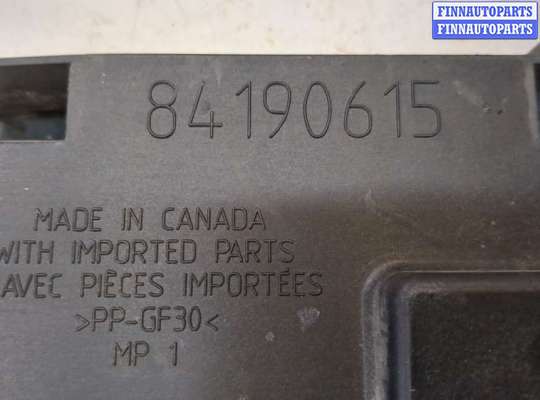 FINNAUTOPARTS
FINNAUTOPARTS
84190615
MADE IN CANADA
WITH IMPORTED PARTS
AVEC PIÈCES IMPORTÉES
>PP-GF30<
MP 1